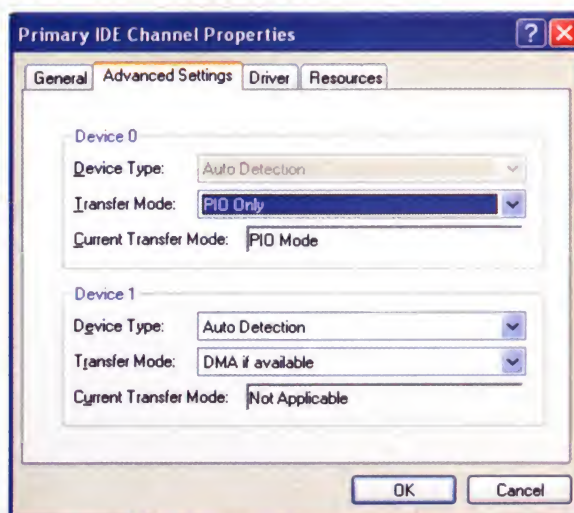 Primary IDE Channel Properties
General Advanced Settings Driver Resources
Device 0
Device Type: Auto Detection
Transfer Mode: PIO Only
Current Transfer Mode: PIO Mode
Device 1
Device Type: Auto Detection
Transfer Mode: DMA if available
Current Transfer Mode: Not Applicable
OK Cancel